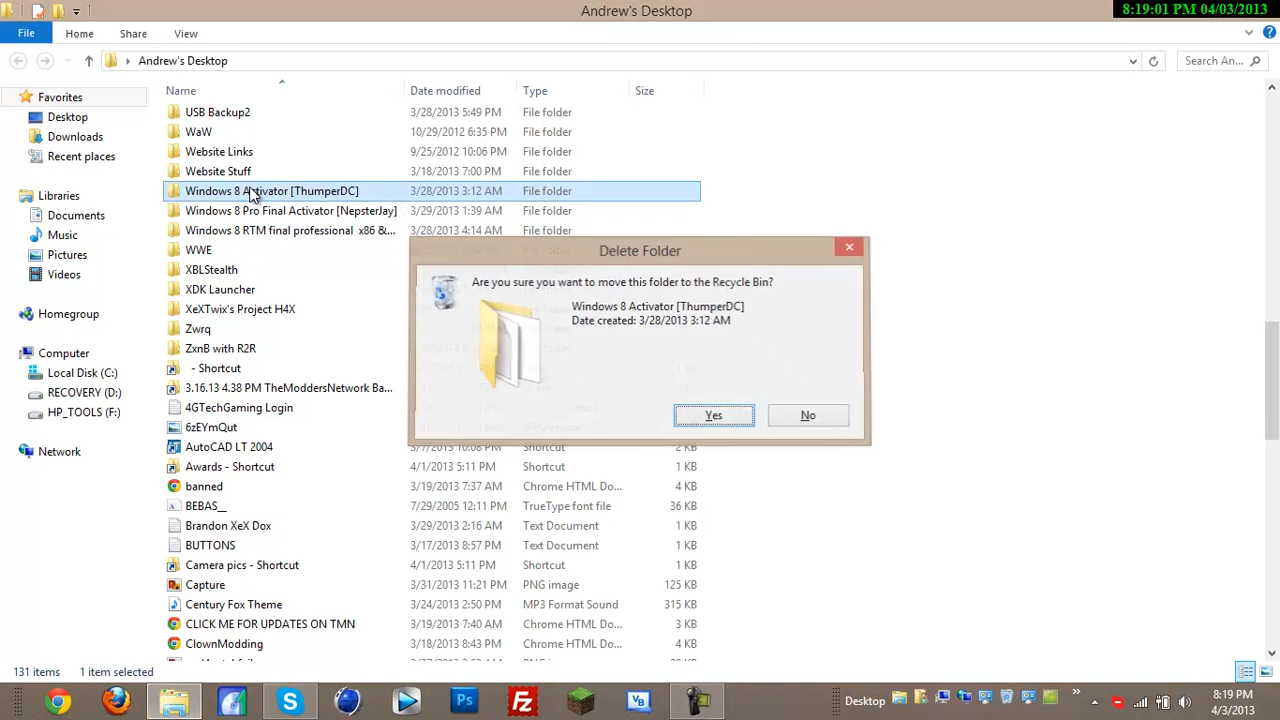 Andrew's Desktop
8:19:01 PM 04/03/2013
File Home Share View
Andrew's Desktop
Search An...
Favorites
Desktop
Downloads
Recent places
Libraries
Documents
Music
Pictures
Videos
Homegroup
Computer
Local Disk (C:)
RECOVERY (D:)
HP_TOOLS (F:)
Network
Name Date modified Type Size
USB Backup2 3/28/2013 5:49 PM File folder
WaW 10/29/2012 6:35 PM File folder
Website Links 9/25/2012 10:06 PM File folder
Website Stuff 3/18/2013 7:00 PM File folder
Windows 8 Activator [ThumperDC] 3/28/2013 3:12 AM File folder
Windows 8 Pro Final Activator [NepsterJay] 3/29/2013 1:39 AM File folder
Windows 8 RTM final professional x86 &... 3/28/2013 4:14 AM File folder
WWE
XBLStealth
XDK Launcher
XeXTwix's Project H4X
Zwrq
ZxnB with R2R
- Shortcut
3.16.13 4.38 PM TheModdersNetwork Ba...
4GTechGaming Login
6zEYmQut
AutoCAD LT 2004 3/7/2013 10:08 PM Shortcut 2 KB
Awards - Shortcut 4/1/2013 5:11 PM Shortcut 1 KB
banned 3/19/2013 7:37 AM Chrome HTML Do... 4 KB
BEBAS__ 7/29/2005 12:11 PM TrueType font file 36 KB
Brandon XeX Dox 3/29/2013 2:16 AM Text Document 1 KB
BUTTONS 3/17/2013 8:57 PM Text Document 1 KB
Camera pics - Shortcut 4/1/2013 5:11 PM Shortcut 1 KB
Capture 3/31/2013 11:21 PM PNG image 125 KB
Century Fox Theme 3/24/2013 2:50 PM MP3 Format Sound 315 KB
CLICK ME FOR UPDATES ON TMN 3/19/2013 7:40 AM Chrome HTML Do... 3 KB
ClownModding 3/18/2013 8:43 PM Chrome HTML Do... 4 KB
Delete Folder
Are you sure you want to move this folder to the Recycle Bin?
Windows 8 Activator [ThumperDC]
Date created: 3/28/2013 3:12 AM
Yes No
131 items 1 item selected
Desktop
8:19 PM
4/3/2013